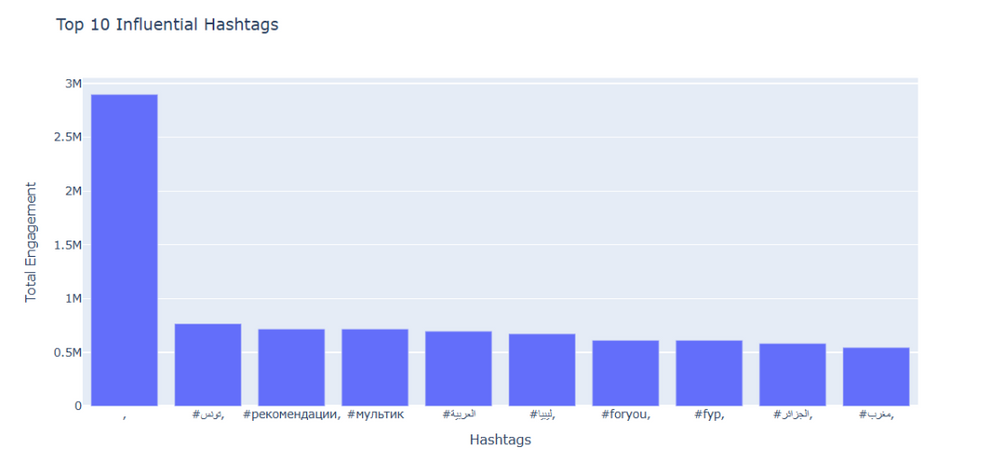 Top 10 Influential Hashtags
Total Engagement
3M
2.5M
2M
1.5M
1M
0.5M
0
,
#تونس,
#рекомендации,
#мультик
#العربية
#ليبيا,
#foryou,
#fyp,
#الجزائر,
#مغرب,
Hashtags